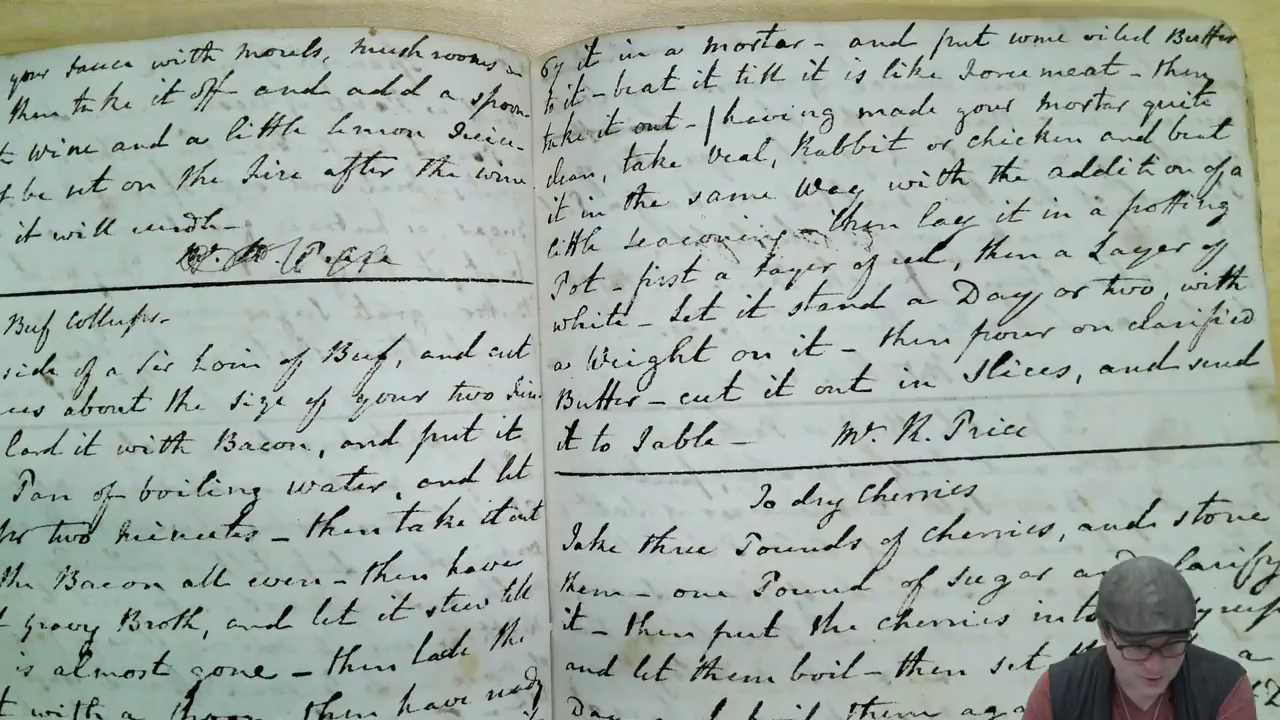 your sauce with morels, mushrooms
then take it off and add a spoon
wine and a little lemon Juice
be set on the Fire after the wine
it will curdle -
Beef Collups -
side of a Sir Loin of Beef, and cut
about the size of your two
lard it with Bacon, and put it
Pan of boiling water, and let
for two minutes - then take it out
the Bacon all even - then have
gravy Broth, and let it stew till
is almost gone - then lade the
with a then have ready
it in a mortar - and put some oiled Butter
to it - beat it till it is like Forcemeat - then
take it out - having made your mortar quite
clean, take Veal, Rabbit or chicken and beat
it in the same Way with the addition of a
little seasoning - then lay it in a potting
Pot - first a layer of red, then a Layer of
white - Let it stand a Day or two, with
a Weight on it - then pour on clarified
Butter - cut it out in Slices, and send
it to Table - Mr. R. Price
To dry Cherries
Take three Pounds of Cherries, and stone
them - one Pound of Sugar and clarify
it - then put the cherries into
and let them boil - then set a
Day boil them